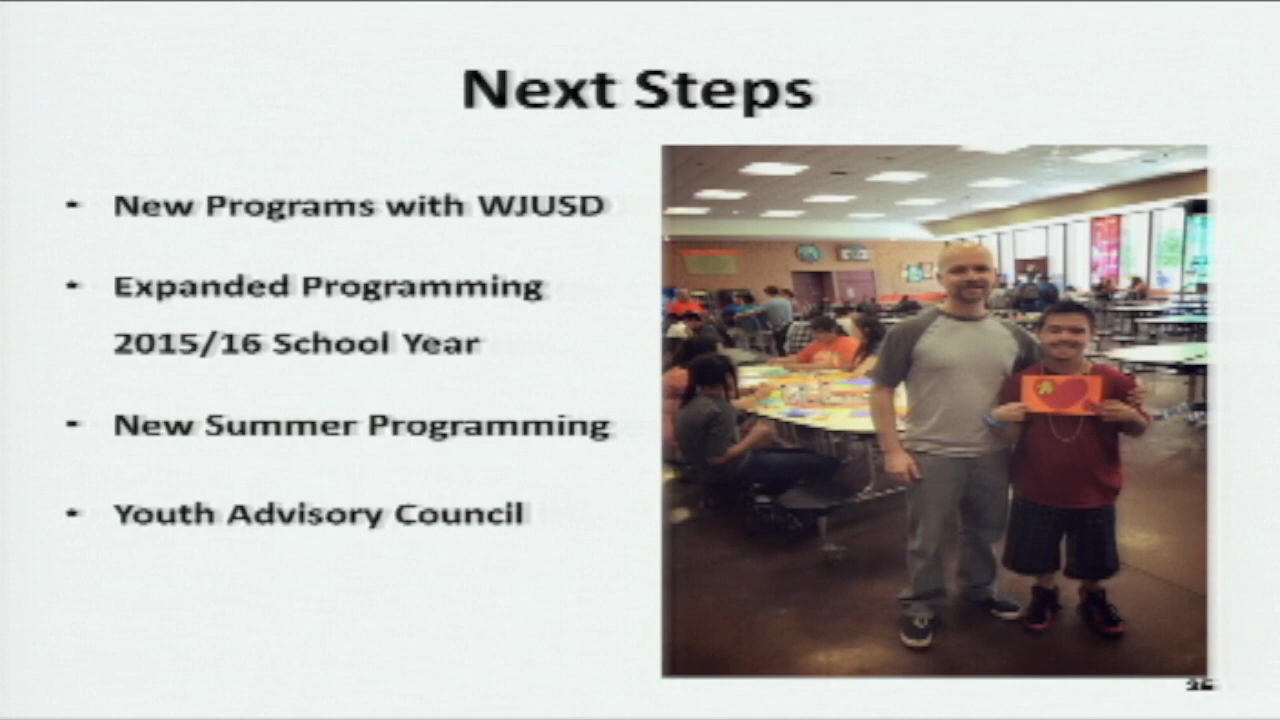 Next Steps
• New Programs with WJUSD
• Expanded Programming
2015/16 School Year
• New Summer Programming
• Youth Advisory Council